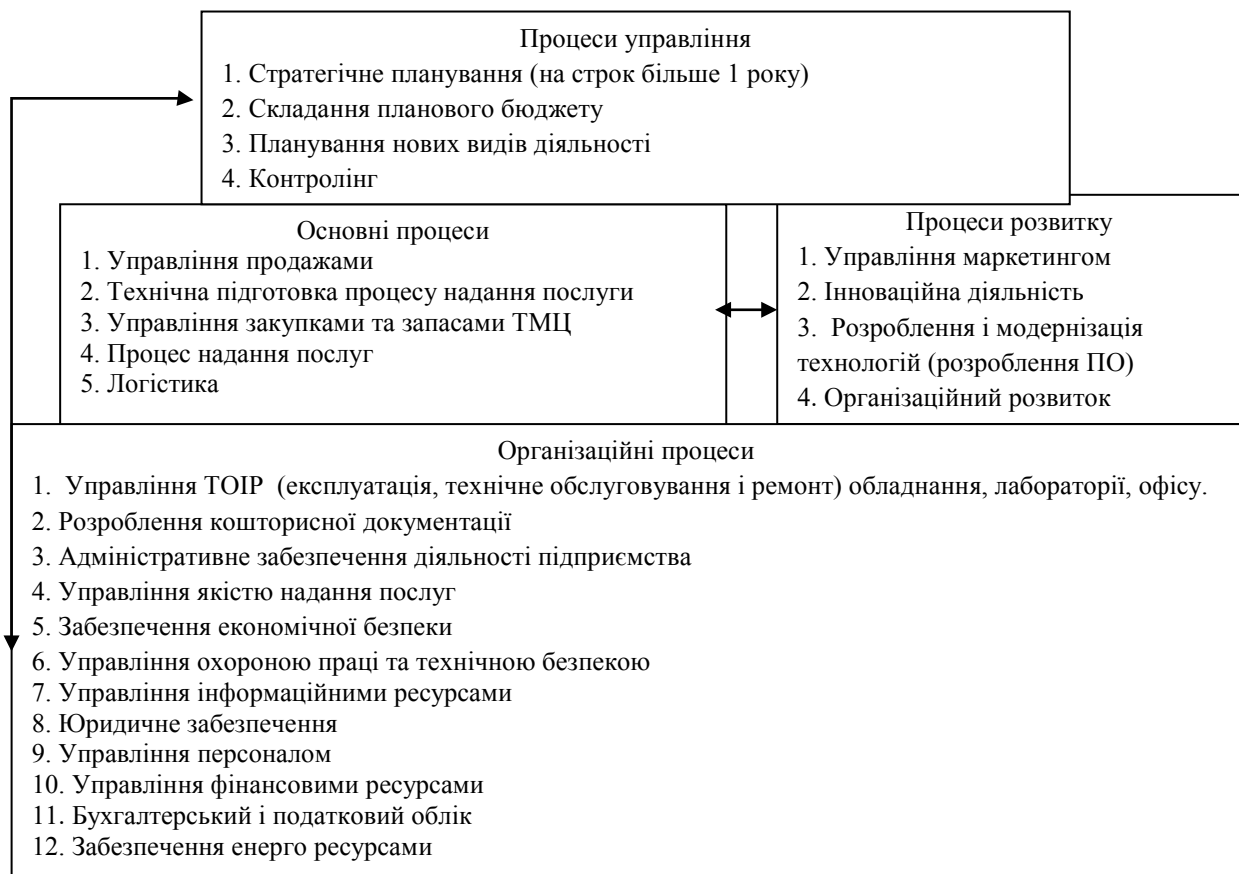 Процеси управління
1. Стратегічне планування (на строк більше 1 року)
2. Складання планового бюджету
3. Планування нових видів діяльності
4. Контролінг
Основні процеси
1. Управління продажами
2. Технічна підготовка процесу надання послуги
3. Управління закупками та запасами ТМЦ
4. Процес надання послуг
5. Логістика
Процеси розвитку
1. Управління маркетингом
2. Інноваційна діяльність
3. Розроблення і модернізація
технологій (розроблення ПО)
4. Організаційний розвиток
Організаційні процеси
1. Управління ТОІР (експлуатація, технічне обслуговування і ремонт) обладнання, лабораторії, офісу.
2. Розроблення кошторисної документації
3. Адміністративне забезпечення діяльності підприємства
4. Управління якістю надання послуг
5. Забезпечення економічної безпеки
6. Управління охороною праці та технічною безпекою
7. Управління інформаційними ресурсами
8. Юридичне забезпечення
9. Управління персоналом
10. Управління фінансовими ресурсами
11. Бухгалтерський і податковий облік
12. Забезпечення енерго ресурсами